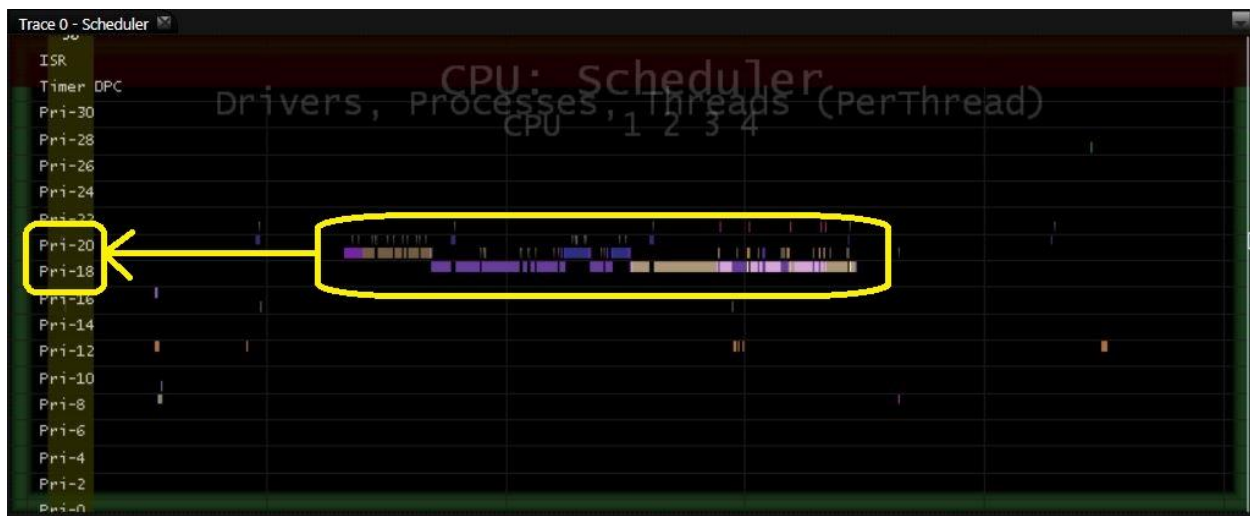 Trace 0 - Scheduler
ISR
Timer DPC
CPU: Scheduler
Drivers, Processes, Threads (PerThread)
CPU 1 2 3 4
Pri-30
Pri-28
Pri-26
Pri-24
Pri-22
Pri-20
Pri-18
Pri-16
Pri-14
Pri-12
Pri-10
Pri-8
Pri-6
Pri-4
Pri-2
Pri-0